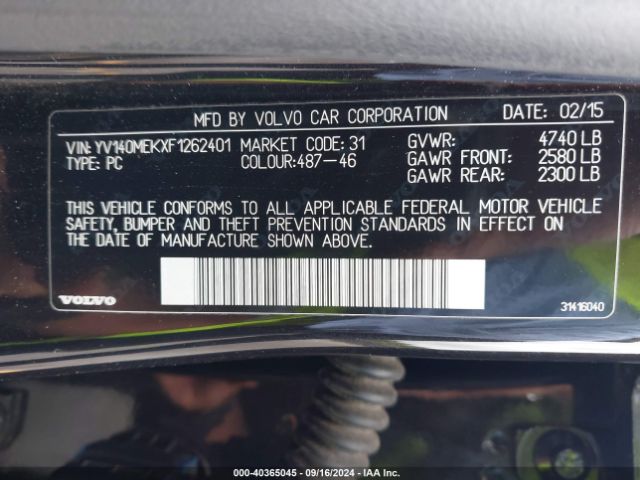 MFD BY VOLVO CAR CORPORATION DATE: 02/15
VIN: YV140MEKXF1262401 MARKET CODE: 31 GVWR: 4740 LB
TYPE: PC COLOUR:487-46 GAWR FRONT: 2580 LB
GAWR REAR: 2300 LB
THIS VEHICLE CONFORMS TO ALL APPLICABLE FEDERAL MOTOR VEHICLE
SAFETY, BUMPER AND THEFT PREVENTION STANDARDS IN EFFECT ON
THE DATE OF MANUFACTURE SHOWN ABOVE.
VOLVO 31416040
000-40365045 - 09/16/2024 - IAA Inc.